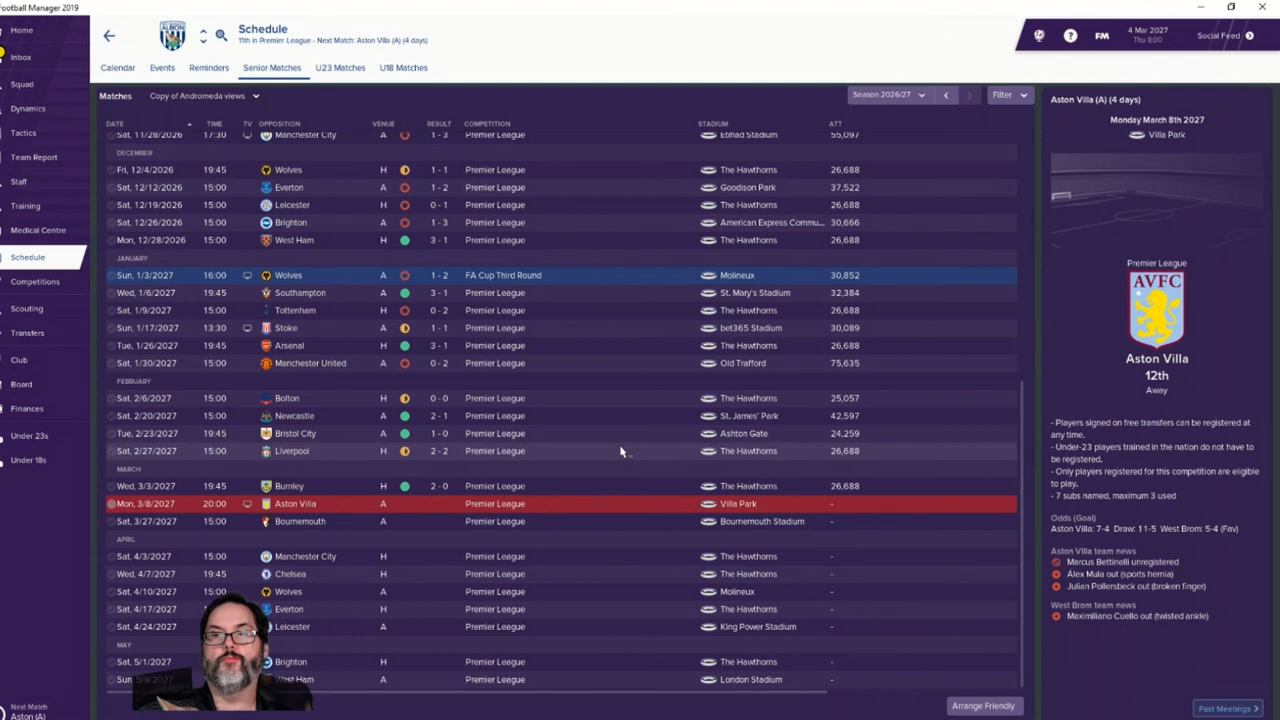 Football Manager 2019
Home
Inbox
Squad
Dynamics
Tactics
Team Report
Staff
Training
Medical Centre
Schedule
Competitions
Scouting
Transfers
Club
Board
Finances
Under 23s
Under 18s
Next Match
Aston (A)
ALBION
Schedule
11th in Premier League - Next Match: Aston Villa (A) (4 days)
FM
4 Mar 2027
Thu 8:00
Social Feed
Calendar Events Reminders Senior Matches U23 Matches U18 Matches
Matches Copy of Andromeda views Season 2026/27 Filter
DATE TIME TV OPPOSITION VENUE RESULT COMPETITION STADIUM ATT
Sat, 11/28/2026 17:30 Manchester City A 1 - 3 Premier League Etihad Stadium 55,097
DECEMBER
Fri, 12/4/2026 19:45 Wolves H 1 - 1 Premier League The Hawthorns 26,688
Sat, 12/12/2026 15:00 Everton A 1 - 2 Premier League Goodison Park 37,522
Sat, 12/19/2026 15:00 Leicester H 0 - 1 Premier League The Hawthorns 26,688
Sat, 12/26/2026 15:00 Brighton A 1 - 3 Premier League American Express Commu... 30,666
Mon, 12/28/2026 15:00 West Ham H 3 - 1 Premier League The Hawthorns 26,688
JANUARY
Sun, 1/3/2027 16:00 Wolves A 1 - 2 FA Cup Third Round Molineux 30,852
Wed, 1/6/2027 19:45 Southampton A 3 - 1 Premier League St. Mary's Stadium 32,384
Sat, 1/9/2027 15:00 Tottenham H 0 - 2 Premier League The Hawthorns 26,688
Sun, 1/17/2027 13:30 Stoke A 1 - 1 Premier League bet365 Stadium 30,089
Tue, 1/26/2027 19:45 Arsenal H 3 - 1 Premier League The Hawthorns 26,688
Sat, 1/30/2027 15:00 Manchester United A 0 - 2 Premier League Old Trafford 75,635
FEBRUARY
Sat, 2/6/2027 15:00 Bolton H 0 - 0 Premier League The Hawthorns 25,057
Sat, 2/20/2027 15:00 Newcastle A 2 - 1 Premier League St. James' Park 42,597
Tue, 2/23/2027 19:45 Bristol City A 1 - 0 Premier League Ashton Gate 24,259
Sat, 2/27/2027 15:00 Liverpool H 2 - 2 Premier League The Hawthorns 26,688
MARCH
Wed, 3/3/2027 19:45 Burnley H 2 - 0 Premier League The Hawthorns 26,688
Mon, 3/8/2027 20:00 Aston Villa A Premier League Villa Park -
Sat, 3/27/2027 15:00 Bournemouth A Premier League Bournemouth Stadium -
APRIL
Sat, 4/3/2027 15:00 Manchester City H Premier League The Hawthorns -
Wed, 4/7/2027 19:45 Chelsea H Premier League The Hawthorns -
Sat, 4/10/2027 15:00 Wolves A Premier League Molineux -
Sat, 4/17/2027 Everton H Premier League The Hawthorns -
Sat, 4/24/2027 Leicester A Premier League King Power Stadium -
MAY
Sat, 5/1/2027 Brighton H Premier League The Hawthorns -
Sun, 5/9/2027 West Ham A Premier League London Stadium -
Arrange Friendly
Aston Villa (A) (4 days)
Monday March 8th 2027
Villa Park
Premier League
AVFC
Aston Villa
12th
Away
- Players signed on free transfers can be registered at
any time.
- Under-23 players trained in the nation do not have to
be registered.
- Only players registered for this competition are eligible
to play.
- 7 subs named, maximum 3 used
Odds (Goal)
Aston Villa: 7-4 Draw: 11-5 West Brom: 5-4 (Fav)
Aston Villa team news
Marcus Bettinelli unregistered
Álex Mula out (sports hernia)
Julian Pollersbeck out (broken finger)
West Brom team news
Maximiliano Cuello out (twisted ankle)
Past Meetings